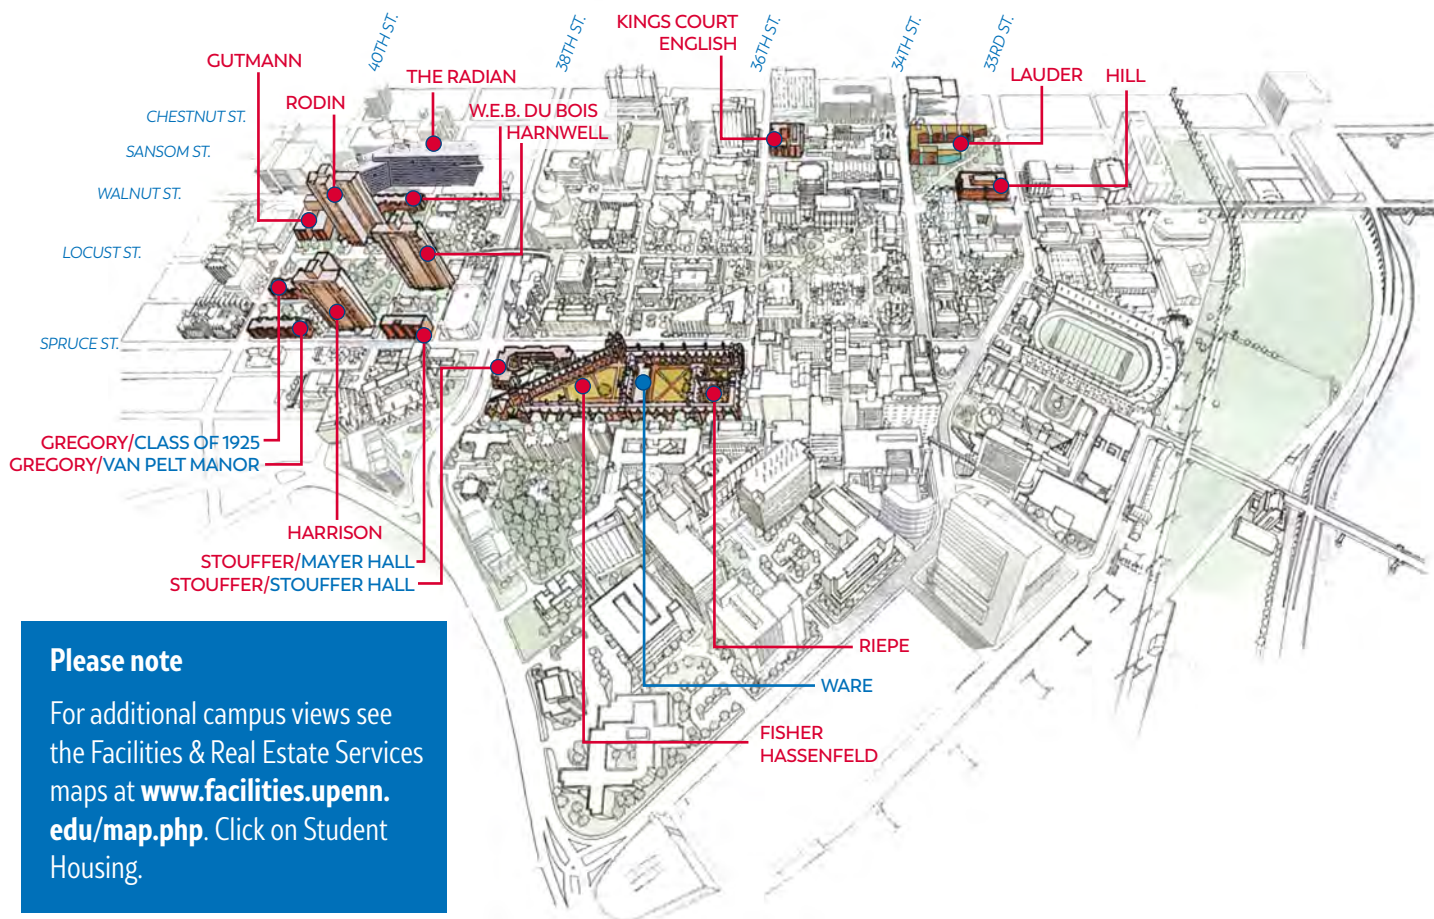 40TH ST.
38TH ST.
36TH ST.
34TH ST.
33RD ST.
KINGS COURT
ENGLISH
GUTMANN
THE RADIAN
LAUDER
HILL
RODIN
W.E.B. DU BOIS
HARNWELL
CHESTNUT ST.
SANSOM ST.
WALNUT ST.
LOCUST ST.
SPRUCE ST.
GREGORY/CLASS OF 1925
GREGORY/VAN PELT MANOR
HARRISON
STOUFFER/MAYER HALL
STOUFFER/STOUFFER HALL
RIEPE
WARE
FISHER
HASSENFELD
Please note
For additional campus views see
the Facilities & Real Estate Services
maps at www.facilities.upenn.
edu/map.php. Click on Student
Housing.